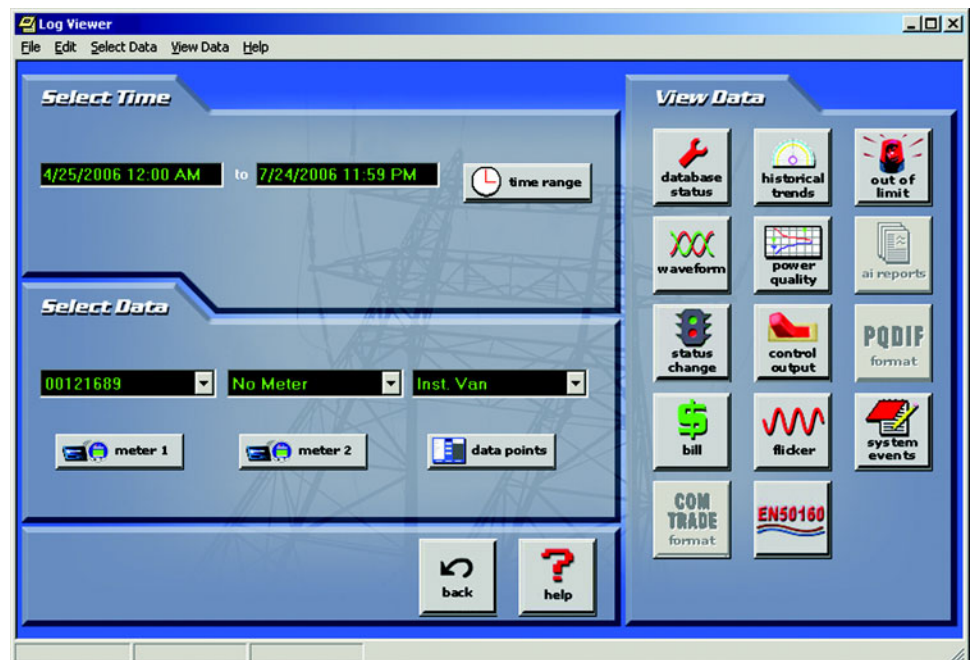 Log Viewer
File Edit Select Data View Data Help
Select Time
4/25/2006 12:00 AM to 7/24/2006 11:59 PM
time range
Select Data
00121689 No Meter Inst. Van
meter 1 meter 2 data points
back help
View Data
database status
historical trends
out of limit
waveform
power quality
ai reports
status change
control output
PQDIF format
bill
flicker
system events
COM TRADE format
EN50160